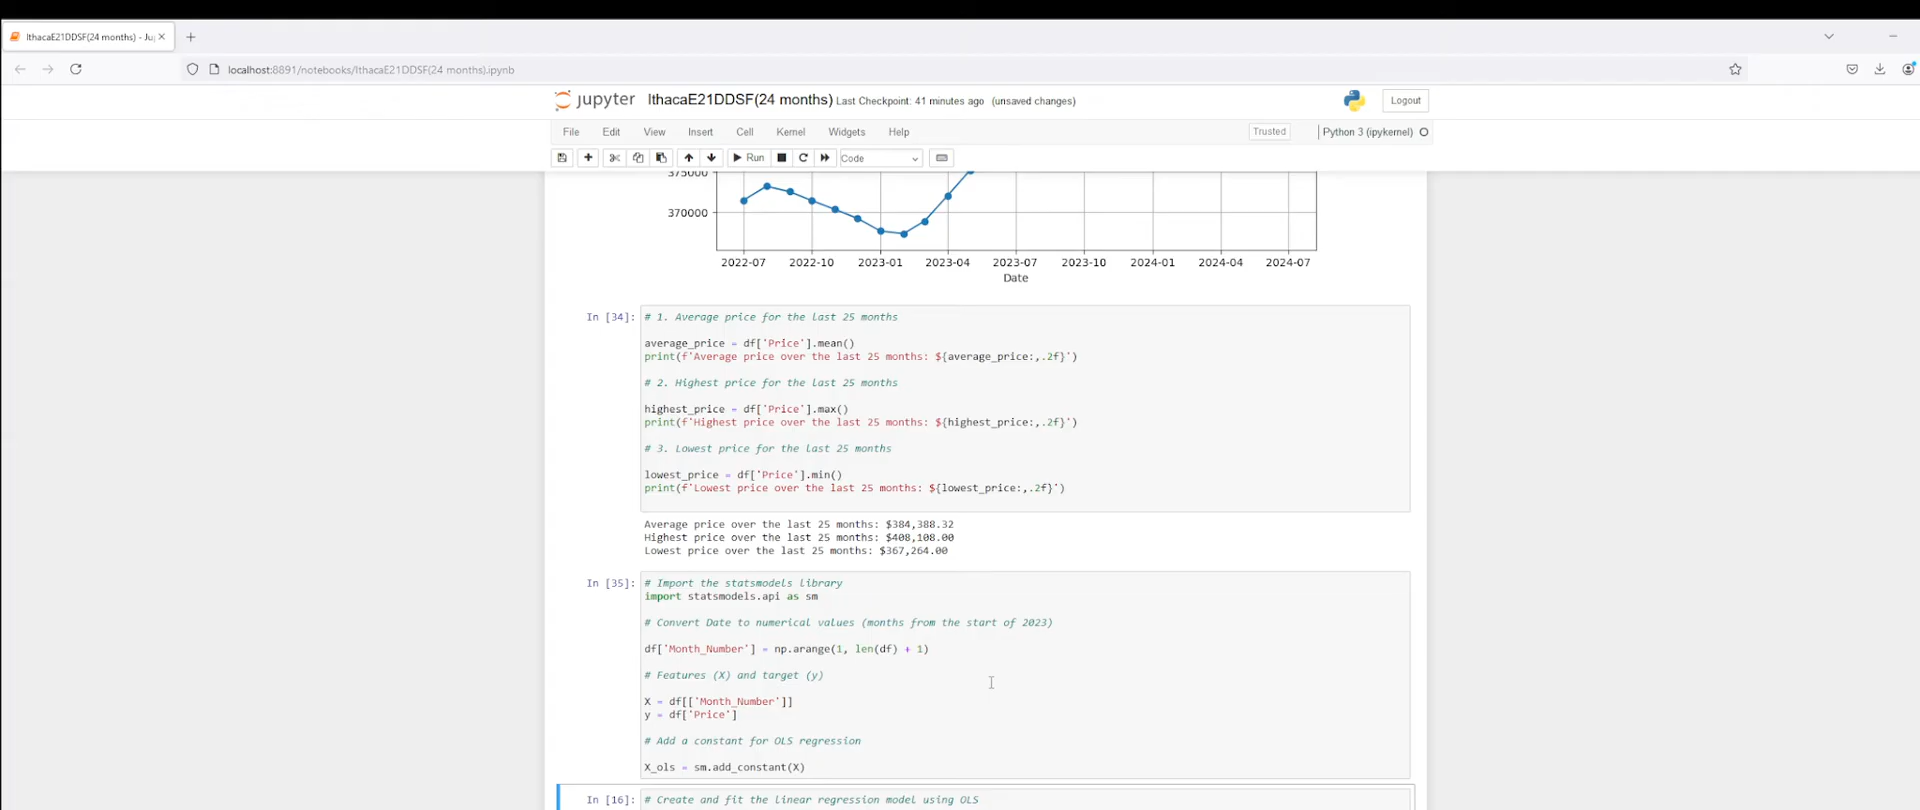 IthacaE21DDSF(24 months) - Ju
localhost:8891/notebooks/IthacaE21DDSF(24 months).ipynb
jupyter IthacaE21DDSF(24 months) Last Checkpoint: 41 minutes ago (unsaved changes)
Logout
File Edit View Insert Cell Kernel Widgets Help Trusted Python 3 (ipykernel)
Run Code
375000
370000
2022-07 2022-10 2023-01 2023-04 2023-07 2023-10 2024-01 2024-04 2024-07
Date
In [34]: # 1. Average price for the last 25 months
average_price = df['Price'].mean()
print(f'Average price over the last 25 months: ${average_price:,.2f}')
# 2. Highest price for the last 25 months
highest_price = df['Price'].max()
print(f'Highest price over the last 25 months: ${highest_price:,.2f}')
# 3. Lowest price for the last 25 months
lowest_price = df['Price'].min()
print(f'Lowest price over the last 25 months: ${lowest_price:,.2f}')
Average price over the last 25 months: $384,388.32
Highest price over the last 25 months: $408,108.00
Lowest price over the last 25 months: $367,264.00
In [35]: # Import the statsmodels library
import statsmodels.api as sm
# Convert Date to numerical values (months from the start of 2023)
df['Month_Number'] = np.arange(1, len(df) + 1)
# Features (X) and target (y)
X = df[['Month_Number']]
y = df['Price']
# Add a constant for OLS regression
X_ols = sm.add_constant(X)
In [16]: # Create and fit the linear regression model using OLS